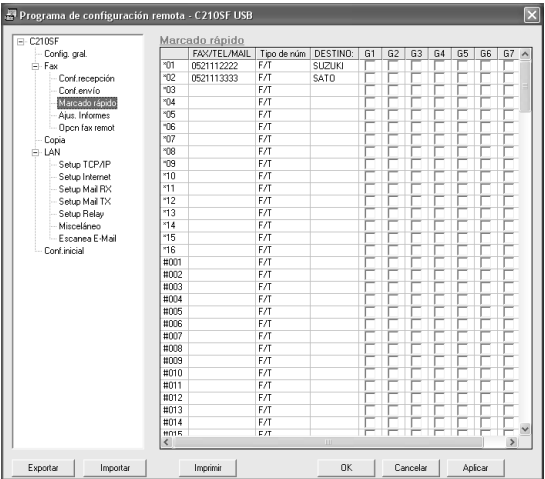 Programa de configuración remota - C210SF USB
C210SF
Config. gral.
Fax
Conf.recepción
Conf.envío
Marcado rápido
Ajus. Informes
Opcn fax remot
Copia
LAN
Setup TCP/IP
Setup Internet
Setup Mail RX
Setup Mail TX
Setup Relay
Misceláneo
Escanea E-Mail
Conf.inicial
Marcado rápido
FAX/TEL/MAIL Tipo de núm DESTINO: G1 G2 G3 G4 G5 G6 G7
*01 0521112222 F/T SUZUKI
*02 0521113333 F/T SATO
*03 F/T
*04 F/T
*05 F/T
*06 F/T
*07 F/T
*08 F/T
*09 F/T
*10 F/T
*11 F/T
*12 F/T
*13 F/T
*14 F/T
*15 F/T
*16 F/T
#001 F/T
#002 F/T
#003 F/T
#004 F/T
#005 F/T
#006 F/T
#007 F/T
#008 F/T
#009 F/T
#010 F/T
#011 F/T
#012 F/T
#013 F/T
#014 F/T
#015 F/T
Exportar Importar Imprimir OK Cancelar Aplicar